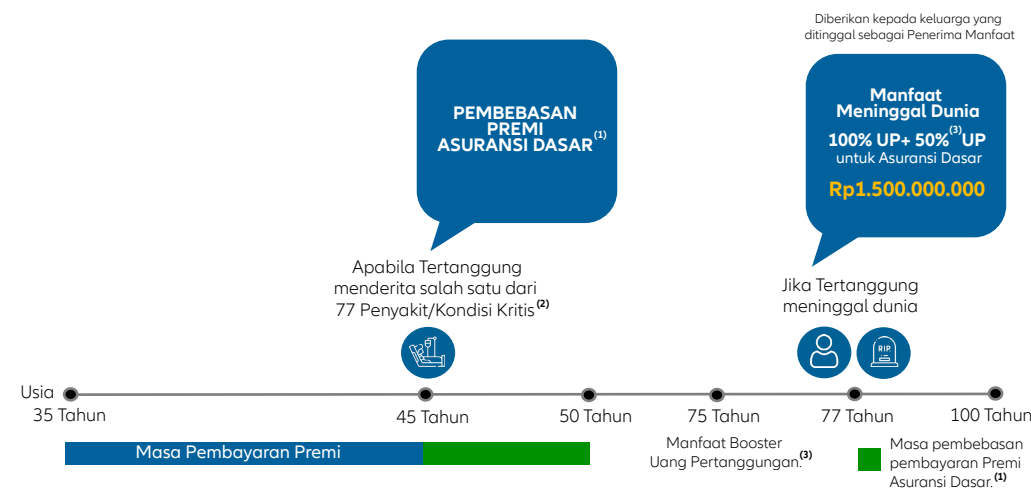 Diberikan kepada keluarga yang
ditinggal sebagai Penerima Manfaat
PEMBEBASAN
PREMI
ASURANSI DASAR(1)
Manfaat
Meninggal Dunia
100% UP+ 50%(3)UP
untuk Asuransi Dasar
Rp1.500.000.000
Apabila Tertanggung
menderita salah satu dari
77 Penyakit/Kondisi Kritis(2)
Jika Tertanggung
meninggal dunia
RIP
Usia
35 Tahun
45 Tahun
50 Tahun
75 Tahun
77 Tahun
100 Tahun
Masa Pembayaran Premi
Manfaat Booster
Uang Pertanggungan.(3)
Masa pembebasan
pembayaran Premi
Asuransi Dasar.(1)